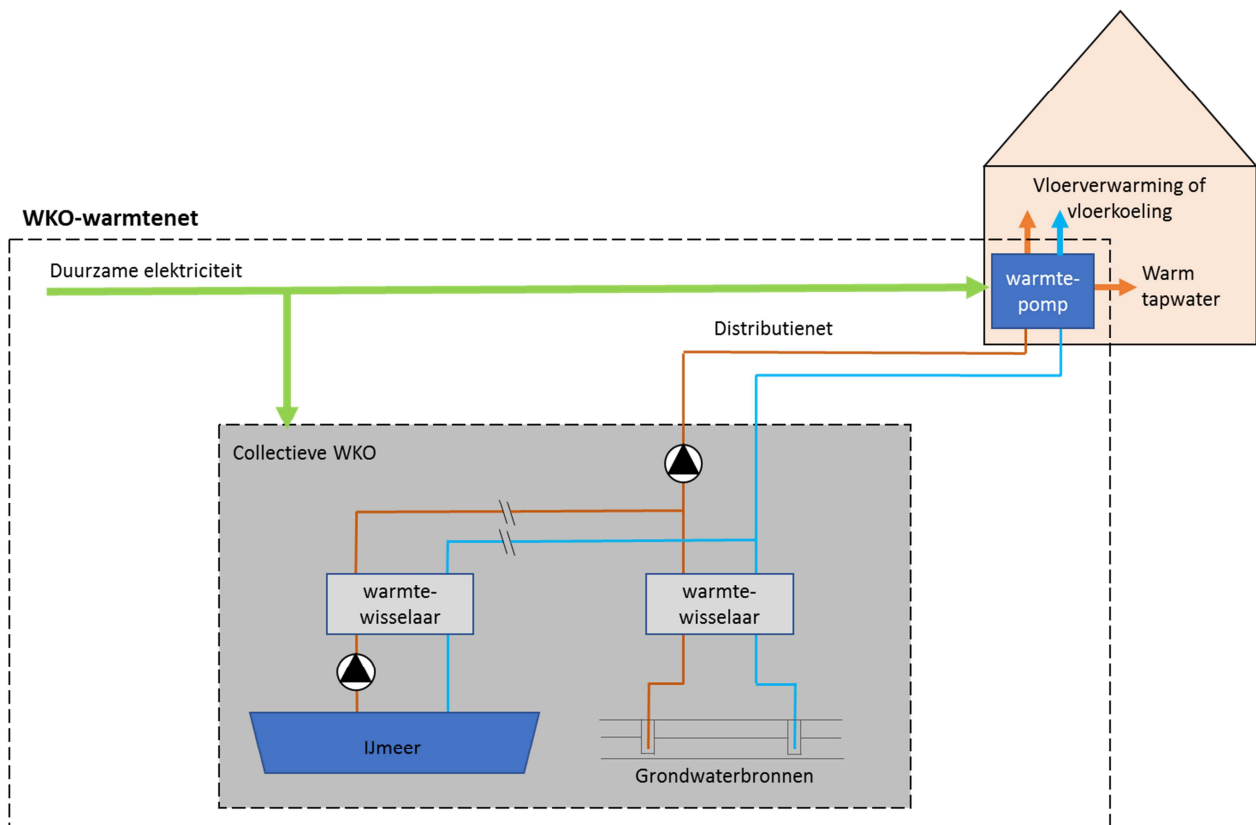 Vloerverwarming of
vloerkoeling
WKO-warmtenet
Duurzame elektriciteit
warmte-
pomp
Warm
tapwater
Distributienet
Collectieve WKO
warmte-
wisselaar
warmte-
wisselaar
IJmeer
Grondwaterbronnen